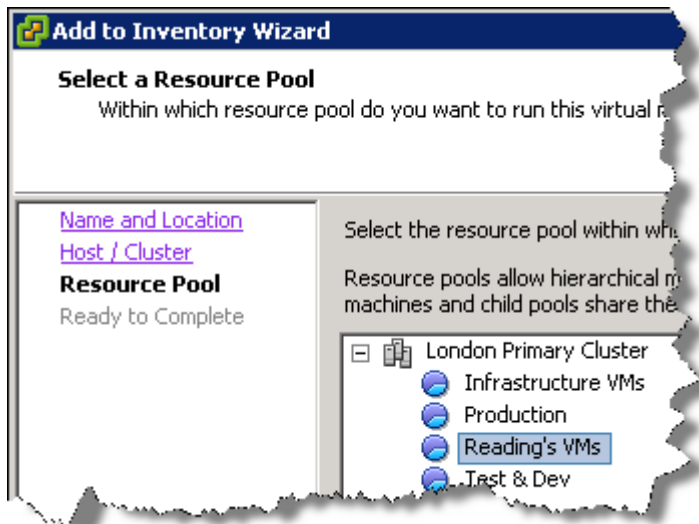 Add to Inventory Wizard
Select a Resource Pool
Within which resource pool do you want to run this virtual
Name and Location
Host / Cluster
Resource Pool
Ready to Complete
Select the resource pool within
Resource pools allow hierarchical
machines and child pools share the
London Primary Cluster
Infrastructure VMs
Production
Reading's VMs
Test & Dev